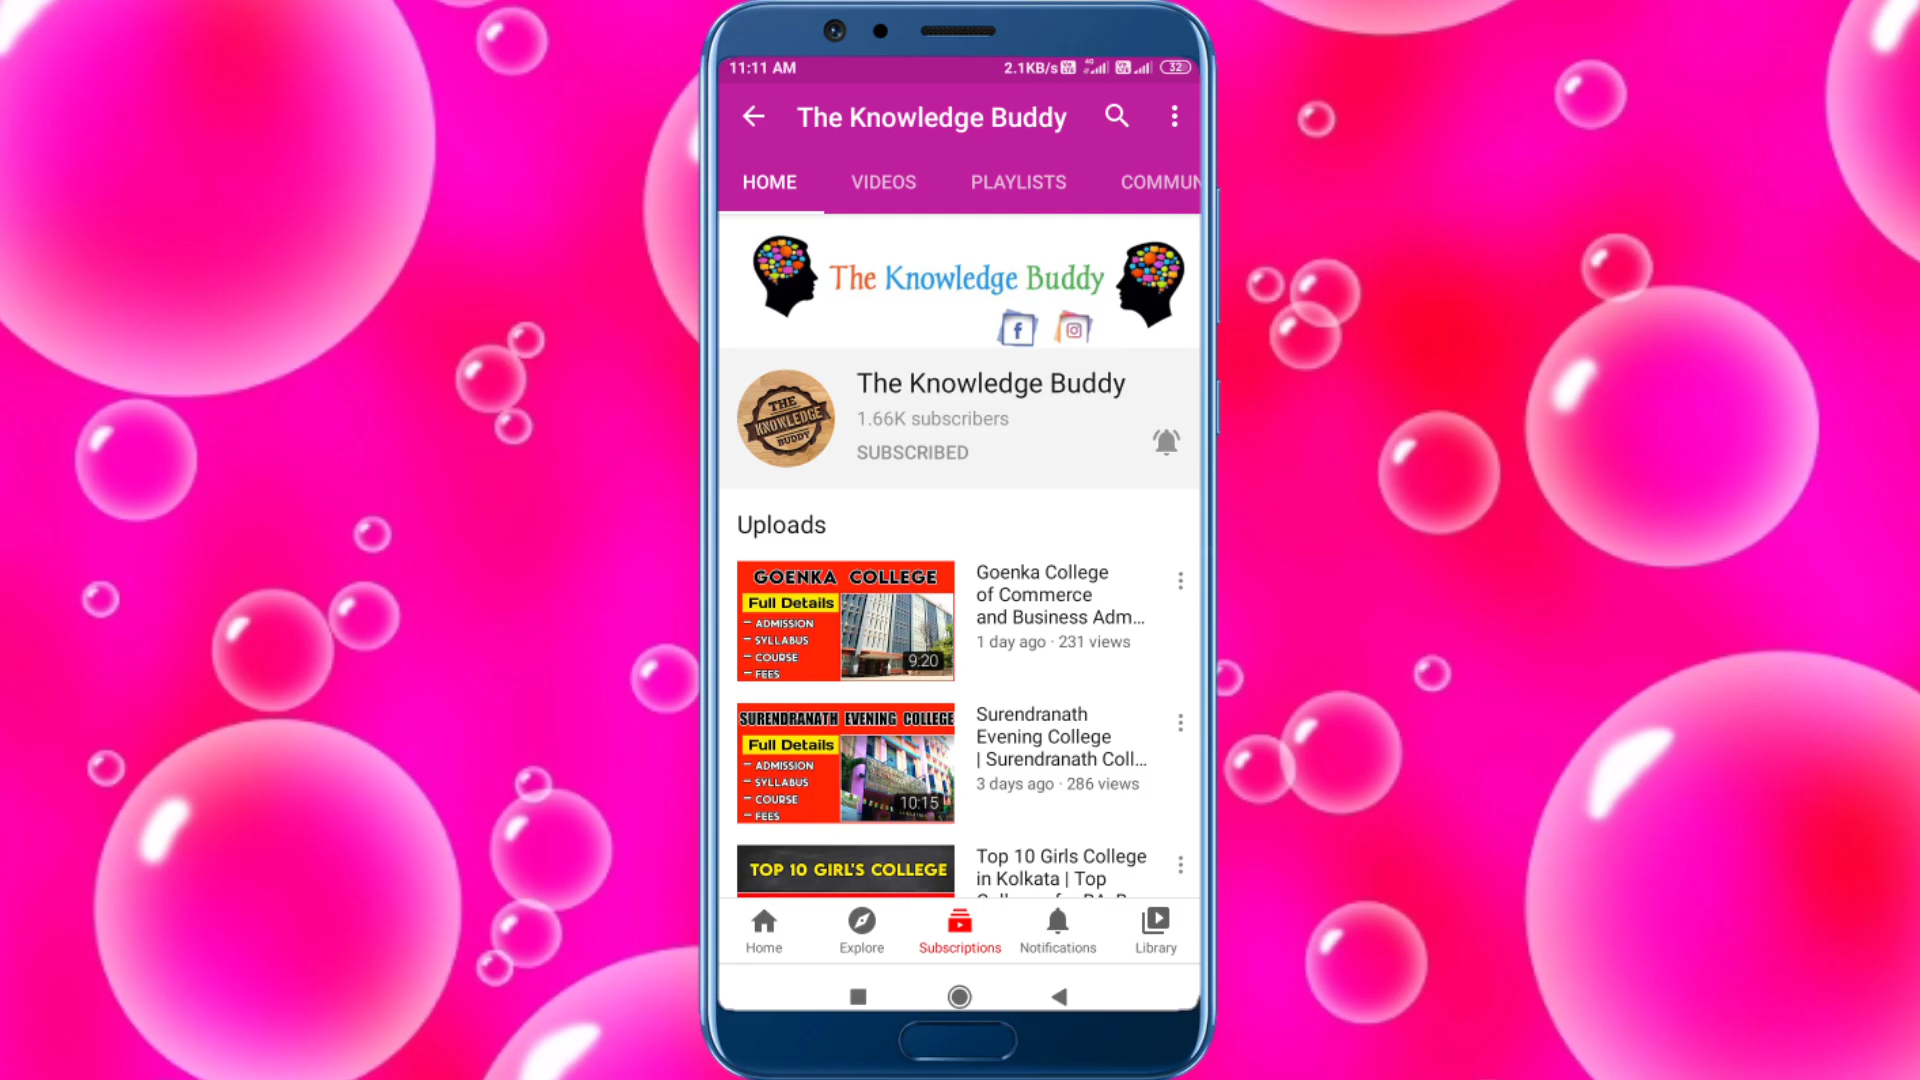 11:11 AM 2.1KB/s 4G 32
The Knowledge Buddy
HOME VIDEOS PLAYLISTS COMMUN
The Knowledge Buddy
THE
KNOWLEDGE
BUDDY
The Knowledge Buddy
1.66K subscribers
SUBSCRIBED
Uploads
GOENKA COLLEGE
Full Details
- ADMISSION
- SYLLABUS
- COURSE
- FEES
9:20
Goenka College
of Commerce
and Business Adm...
1 day ago · 231 views
SURENDRANATH EVENING COLLEGE
Full Details
- ADMISSION
- SYLLABUS
- COURSE
- FEES
10:15
Surendranath
Evening College
| Surendranath Coll...
3 days ago · 286 views
TOP 10 GIRL'S COLLEGE
Top 10 Girls College
in Kolkata | Top
Home Explore Subscriptions Notifications Library